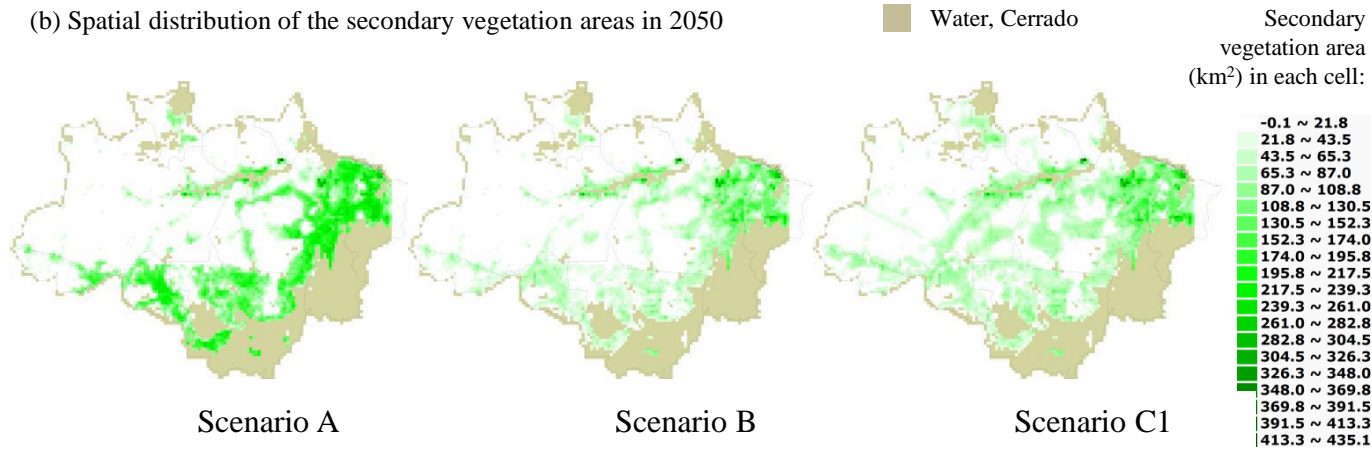 (b) Spatial distribution of the secondary vegetation areas in 2050
Water, Cerrado
Secondary
vegetation area
(km²) in each cell:
-0.1 ~ 21.8
21.8 ~ 43.5
43.5 ~ 65.3
65.3 ~ 87.0
87.0 ~ 108.8
108.8 ~ 130.5
130.5 ~ 152.3
152.3 ~ 174.0
174.0 ~ 195.8
195.8 ~ 217.5
217.5 ~ 239.3
239.3 ~ 261.0
261.0 ~ 282.8
282.8 ~ 304.5
304.5 ~ 326.3
326.3 ~ 348.0
348.0 ~ 369.8
369.8 ~ 391.5
391.5 ~ 413.3
413.3 ~ 435.1
Scenario A
Scenario B
Scenario C1